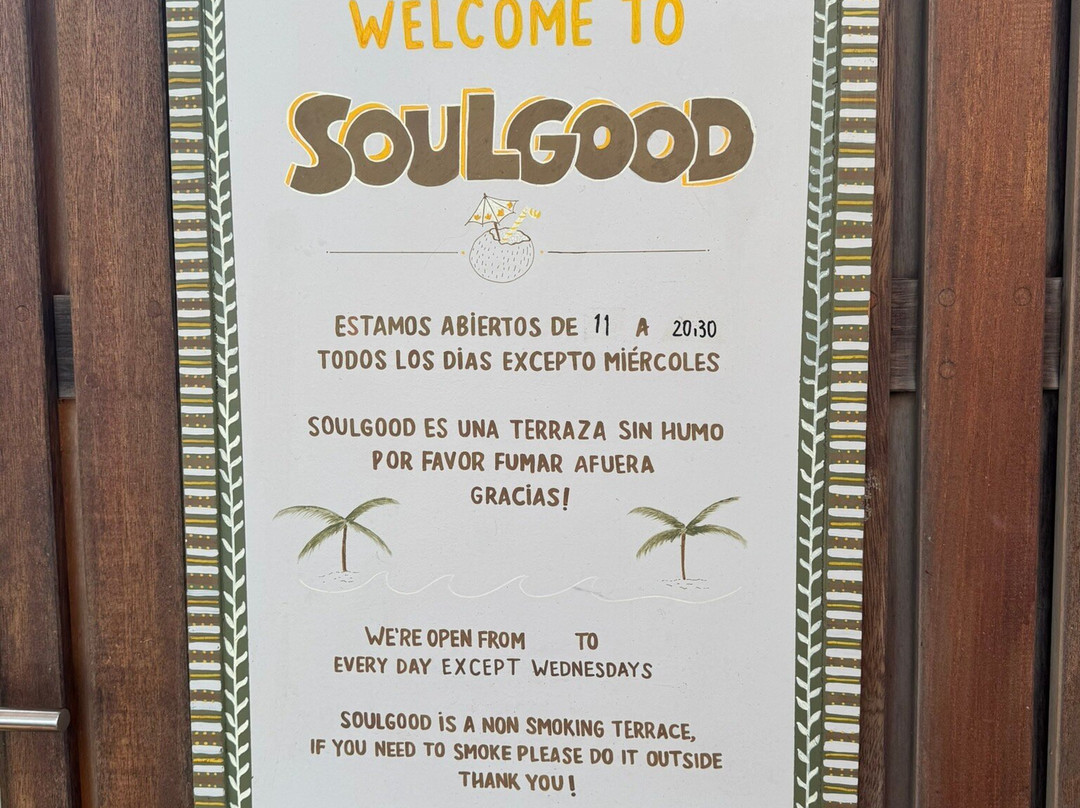 WELCOME TO
SOULGOOD
ESTAMOS ABIERTOS DE 11 A 20:30
TODOS LOS DÍAS EXCEPTO MIÉRCOLES
SOULGOOD ES UNA TERRAZA SIN HUMO
POR FAVOR FUMAR AFUERA
GRACIAS!
WE'RE OPEN FROM TO
EVERY DAY EXCEPT WEDNESDAYS
SOULGOOD IS A NON SMOKING TERRACE,
IF YOU NEED TO SMOKE PLEASE DO IT OUTSIDE
THANK YOU!